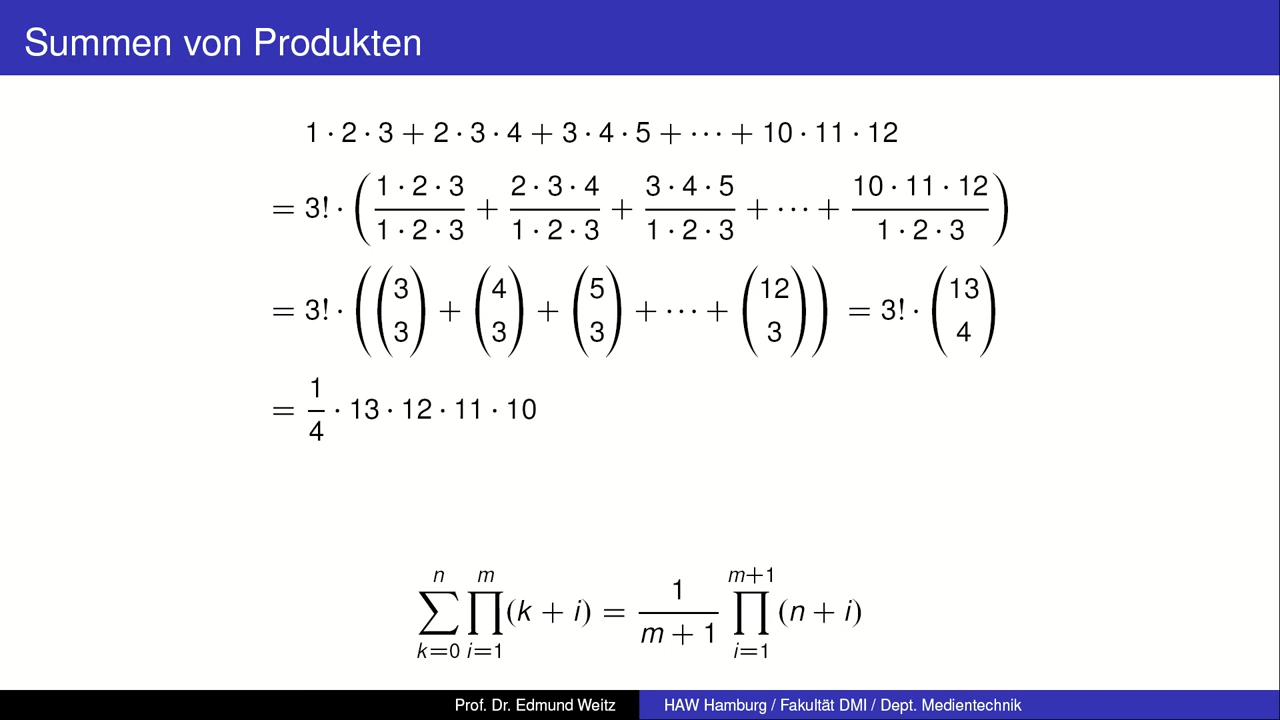 Summen von Produkten
1 · 2 · 3 + 2 · 3 · 4 + 3 · 4 · 5 + ··· + 10 · 11 · 12
= 3! · ( (1 · 2 · 3)/(1 · 2 · 3) + (2 · 3 · 4)/(1 · 2 · 3) + (3 · 4 · 5)/(1 · 2 · 3) + ··· + (10 · 11 · 12)/(1 · 2 · 3) )
= 3! · ( (3 3) + (4 3) + (5 3) + ··· + (12 3) ) = 3! · (13 4)
= 1/4 · 13 · 12 · 11 · 10
∑_{k=0}^{n} ∏_{i=1}^{m} (k + i) = 1/(m + 1) ∏_{i=1}^{m+1} (n + i)
Prof. Dr. Edmund Weitz HAW Hamburg / Fakultät DMI / Dept. Medientechnik